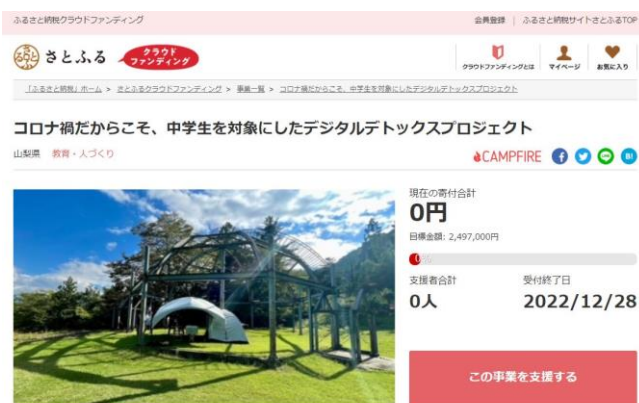 ふるさと納税クラウドファンディング
会員登録 | ふるさと納税サイトさとふるTOP
さとふる クラウドファンディング
クラウドファンディングとは マイページ お気に入り
「ふるさと納税」ホーム > さとふるクラウドファンディング > 事業一覧 > コロナ禍だからこそ、中学生を対象にしたデジタルデトックスプロジェクト
コロナ禍だからこそ、中学生を対象にしたデジタルデトックスプロジェクト
山梨県 教育・人づくり
CAMPFIRE
現在の寄付合計
0円
目標金額: 2,497,000円
0%
支援者合計 受付終了日
0人 2022/12/28
この事業を支援する